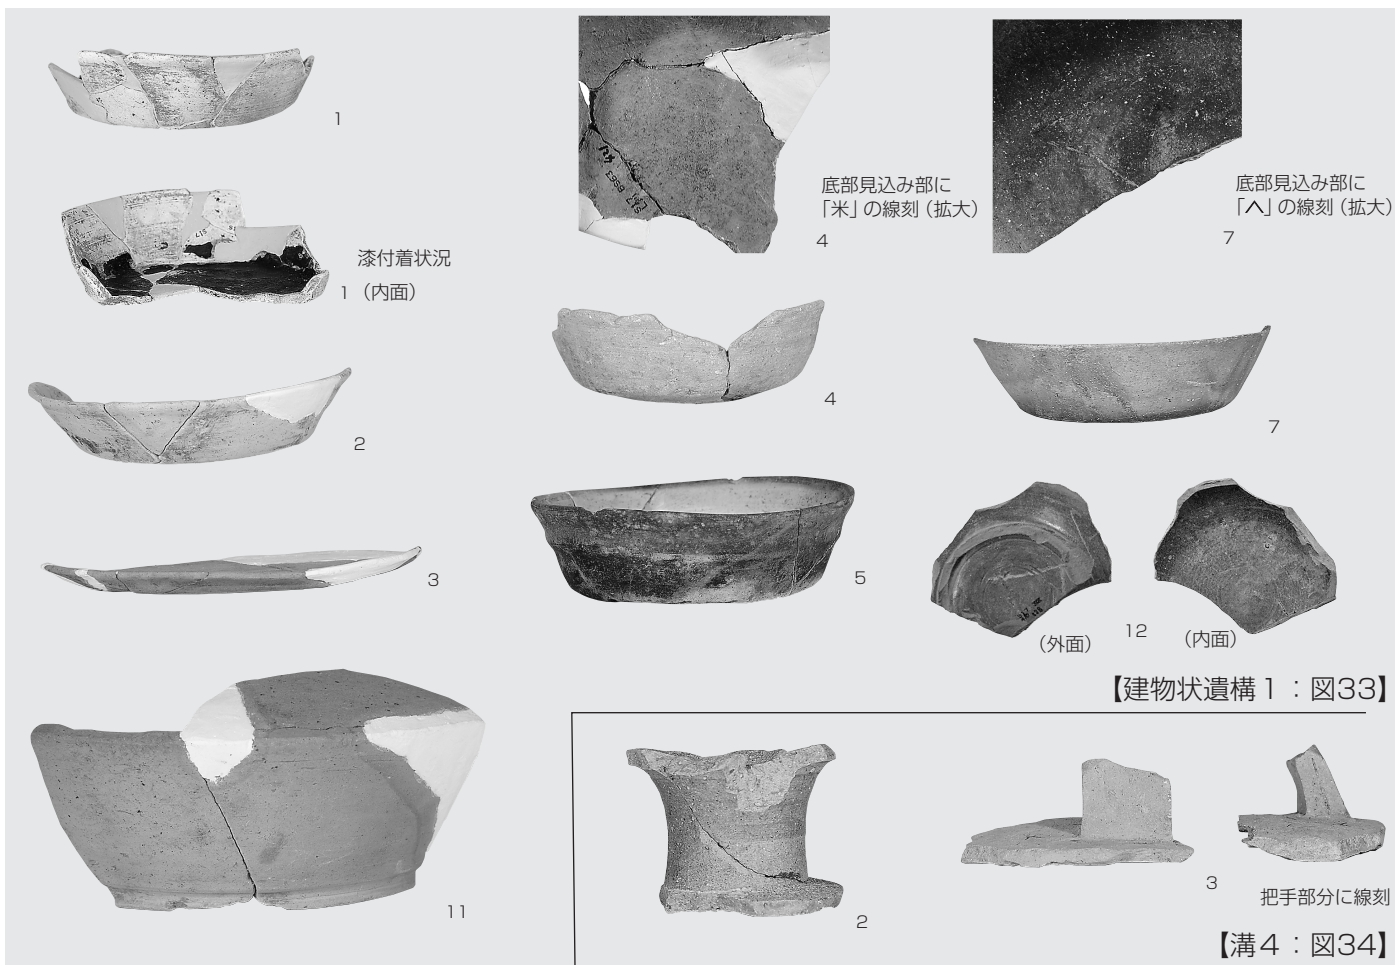 1
漆付着状況
1（内面）
2
3
11
底部見込み部に
「米」の線刻（拡大）
4
4
5
底部見込み部に
「ヘ」の線刻（拡大）
7
7
（外面）
12
（内面）
【建物状遺構1：図33】
2
3
把手部分に線刻
【溝4：図34】